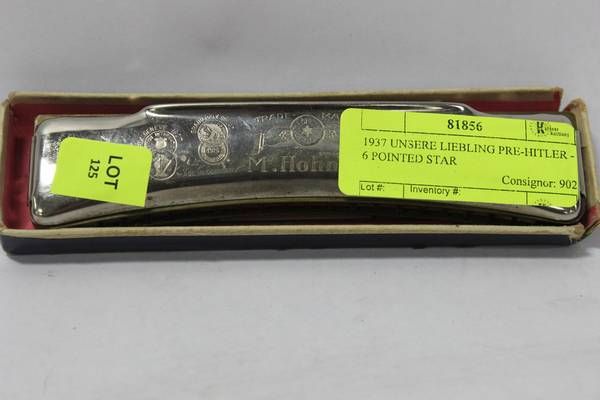 LOT
125
TRADE MA
M.Hohn
81856
1937 UNSERE LIEBLING PRE-HITLER -
6 POINTED STAR
Consignor: 902
Lot #: Inventory #: